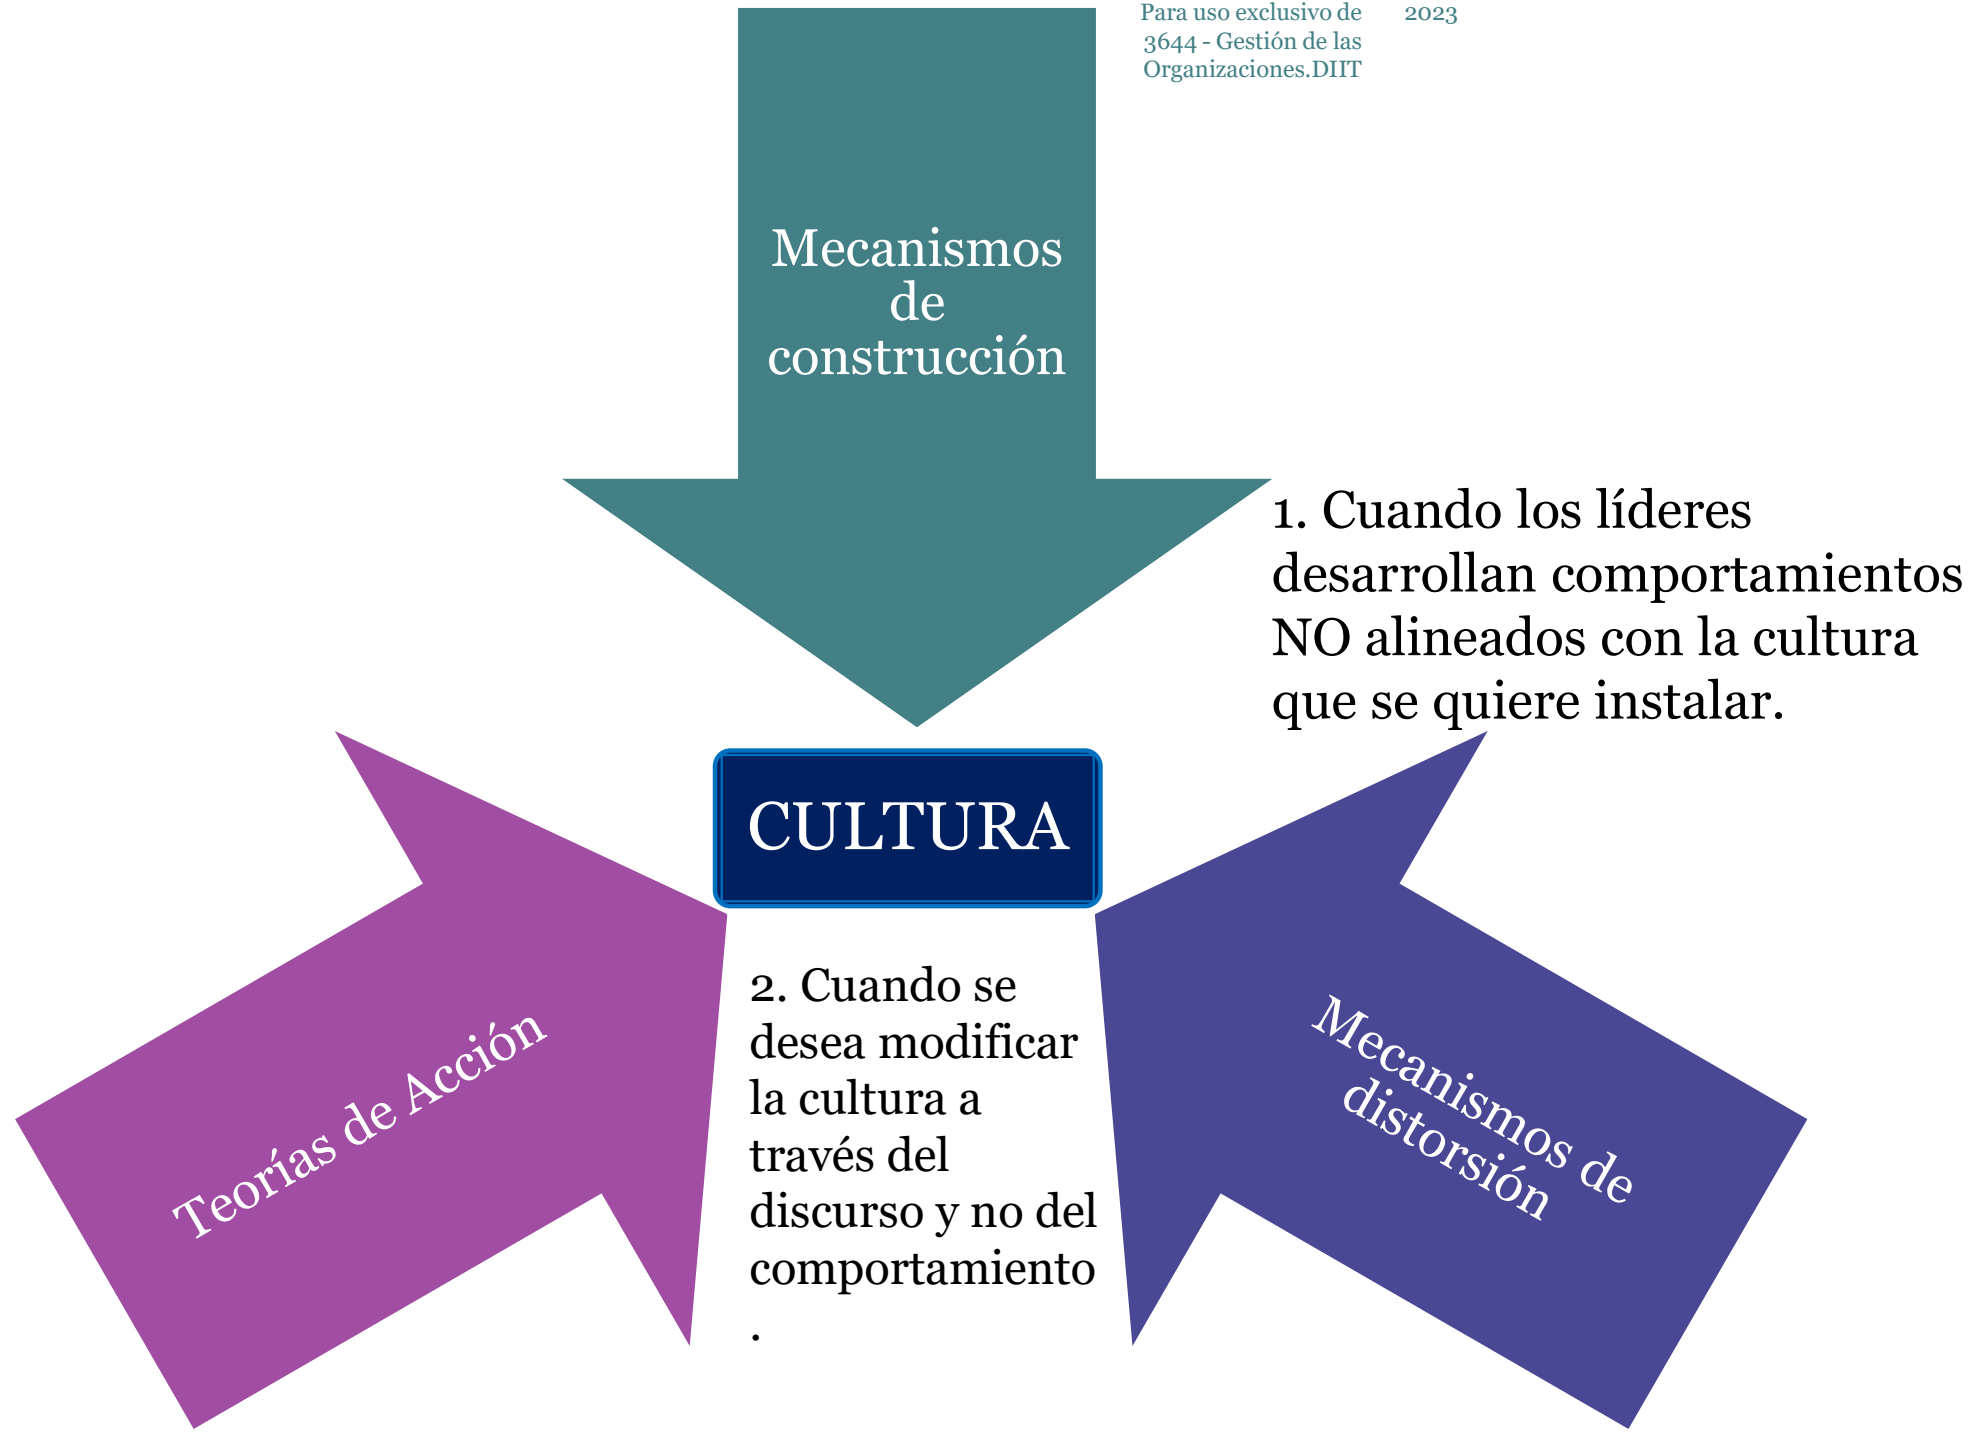 Para uso exclusivo de
3644 - Gestión de las
Organizaciones.DIIT
2023
Mecanismos
de
construcción
1. Cuando los líderes
desarrollan comportamientos
NO alineados con la cultura
que se quiere instalar.
CULTURA
Teorías de Acción
2. Cuando se
desea modificar
la cultura a
través del
discurso y no del
comportamiento
.
Mecanismos de
distorsión